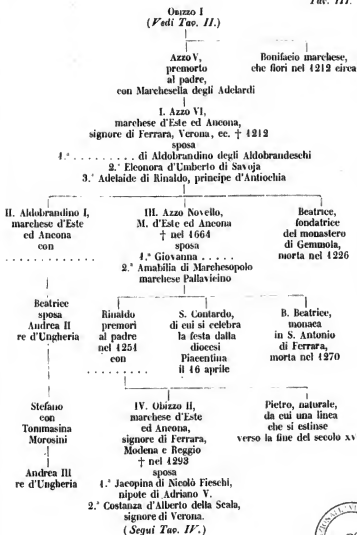 Tav. III.
Obizzo I
(Vedi Tav. II.)
Azzo V,
premorto
al padre,
con Marchesella degli Adelardi
Bonifacio marchese,
che fiorì nel 1212 circa
I. Azzo VI,
marchese d'Este ed Ancona,
signore di Ferrara, Verona, ec. † 1212
sposa
1.ª . . . . . . . . . di Aldobrandino degli Aldobrandeschi
2.ª Eleonora d'Umberto di Savoja
3.ª Adelaide di Rinaldo, principe d'Antiochia
II. Aldobrandino I,
marchese d'Este
ed Ancona
con
. . . . . . . . . . . .
III. Azzo Novello,
M. d'Este ed Ancona
† nel 1664
sposa
1.ª Giovanna . . . . .
2.ª Amabilia di Marchesopolo
marchese Pallavicino
Beatrice,
fondatrice
del monastero
di Gemmola,
morta nel 1226
Beatrice
sposa
Andrea II
re d'Ungheria
Rinaldo
premorì
al padre
nel 1251
con
. . . . . . . . .
S. Contardo,
di cui si celebra
la festa dalla
diocesi
Piacentina
il 16 aprile
B. Beatrice,
monaca
in S. Antonio
di Ferrara,
morta nel 1270
Stefano
con
Tommasina
Morosini
IV. Obizzo II,
marchese d'Este
ed Ancona,
signore di Ferrara,
Modena e Reggio
† nel 1293
sposa
1.ª Jacopina di Nicolò Fieschi,
nipote di Adriano V.
2.ª Costanza d'Alberto della Scala,
signore di Verona.
(Segui Tav. IV.)
Pietro, naturale,
da cui una linea
che si estinse
verso la fine del secolo xv
Andrea III
re d'Ungheria